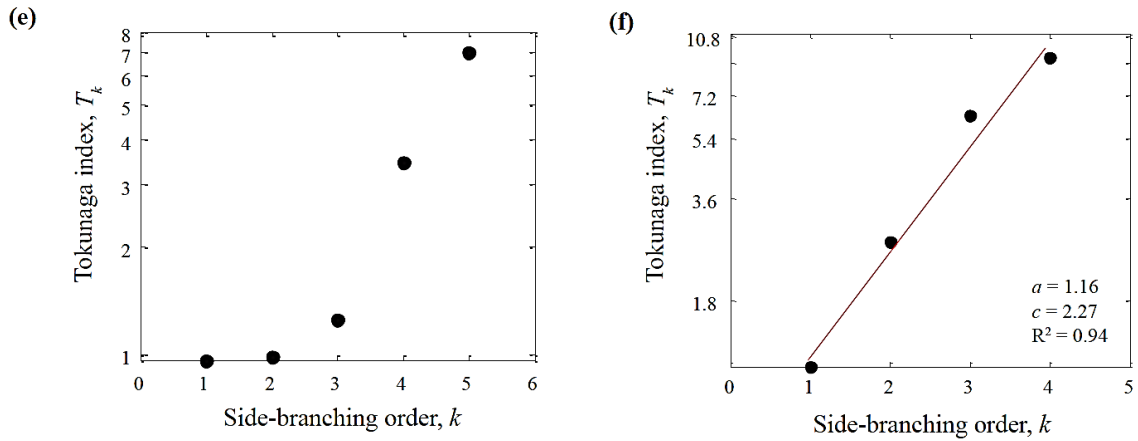 (e)
Tokunaga index, Tk
8
7
6
5
4
3
2
1
0 1 2 3 4 5 6
Side-branching order, k
(f)
Tokunaga index, Tk
10.8
7.2
5.4
3.6
1.8
a = 1.16
c = 2.27
R² = 0.94
0 1 2 3 4 5
Side-branching order, k